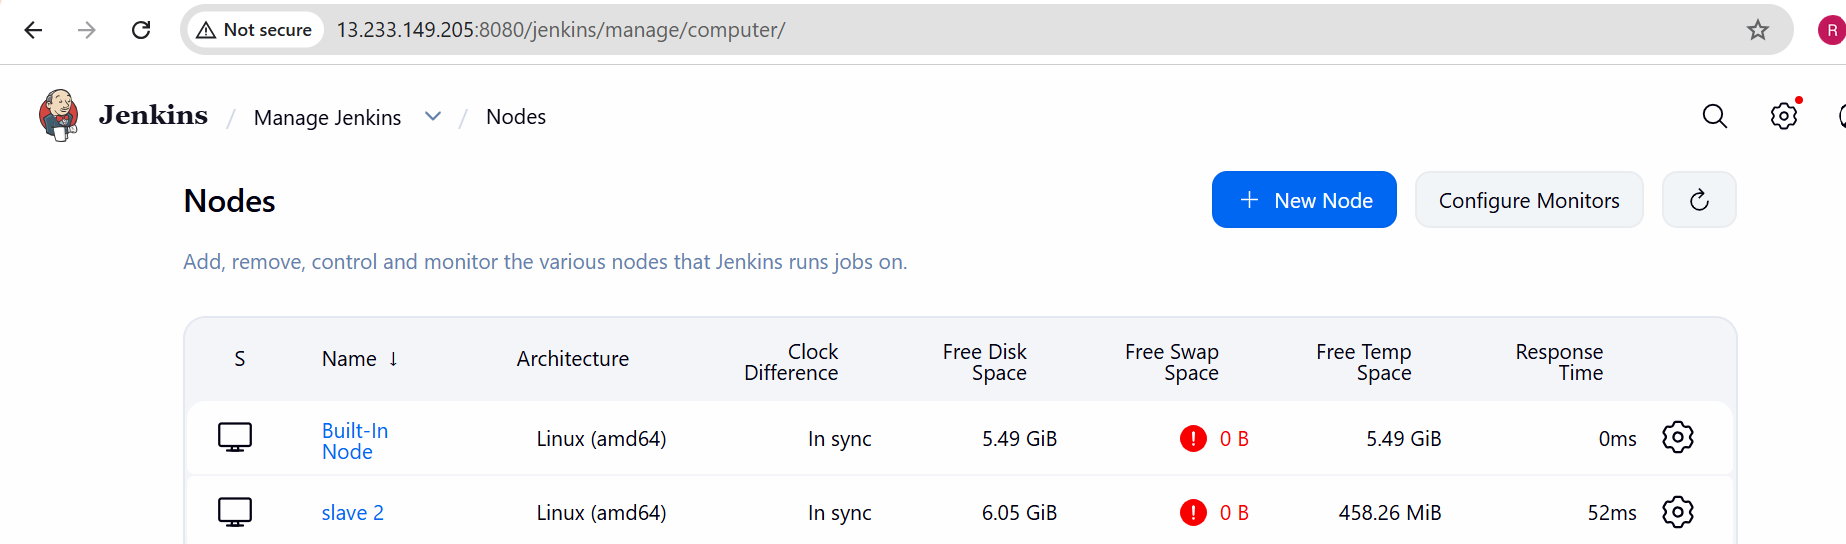 Not secure 13.233.149.205:8080/jenkins/manage/computer/
R
Jenkins / Manage Jenkins / Nodes
Nodes
+ New Node
Configure Monitors
Add, remove, control and monitor the various nodes that Jenkins runs jobs on.
S Name ↓ Architecture Clock Difference Free Disk Space Free Swap Space Free Temp Space Response Time
Built-In Node Linux (amd64) In sync 5.49 GiB 0 B 5.49 GiB 0ms
slave 2 Linux (amd64) In sync 6.05 GiB 0 B 458.26 MiB 52ms